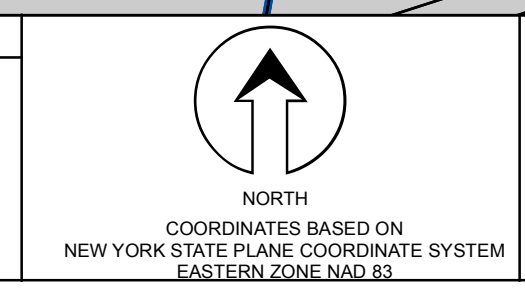 NORTH
COORDINATES BASED ON
NEW YORK STATE PLANE COORDINATE SYSTEM
EASTERN ZONE NAD 83